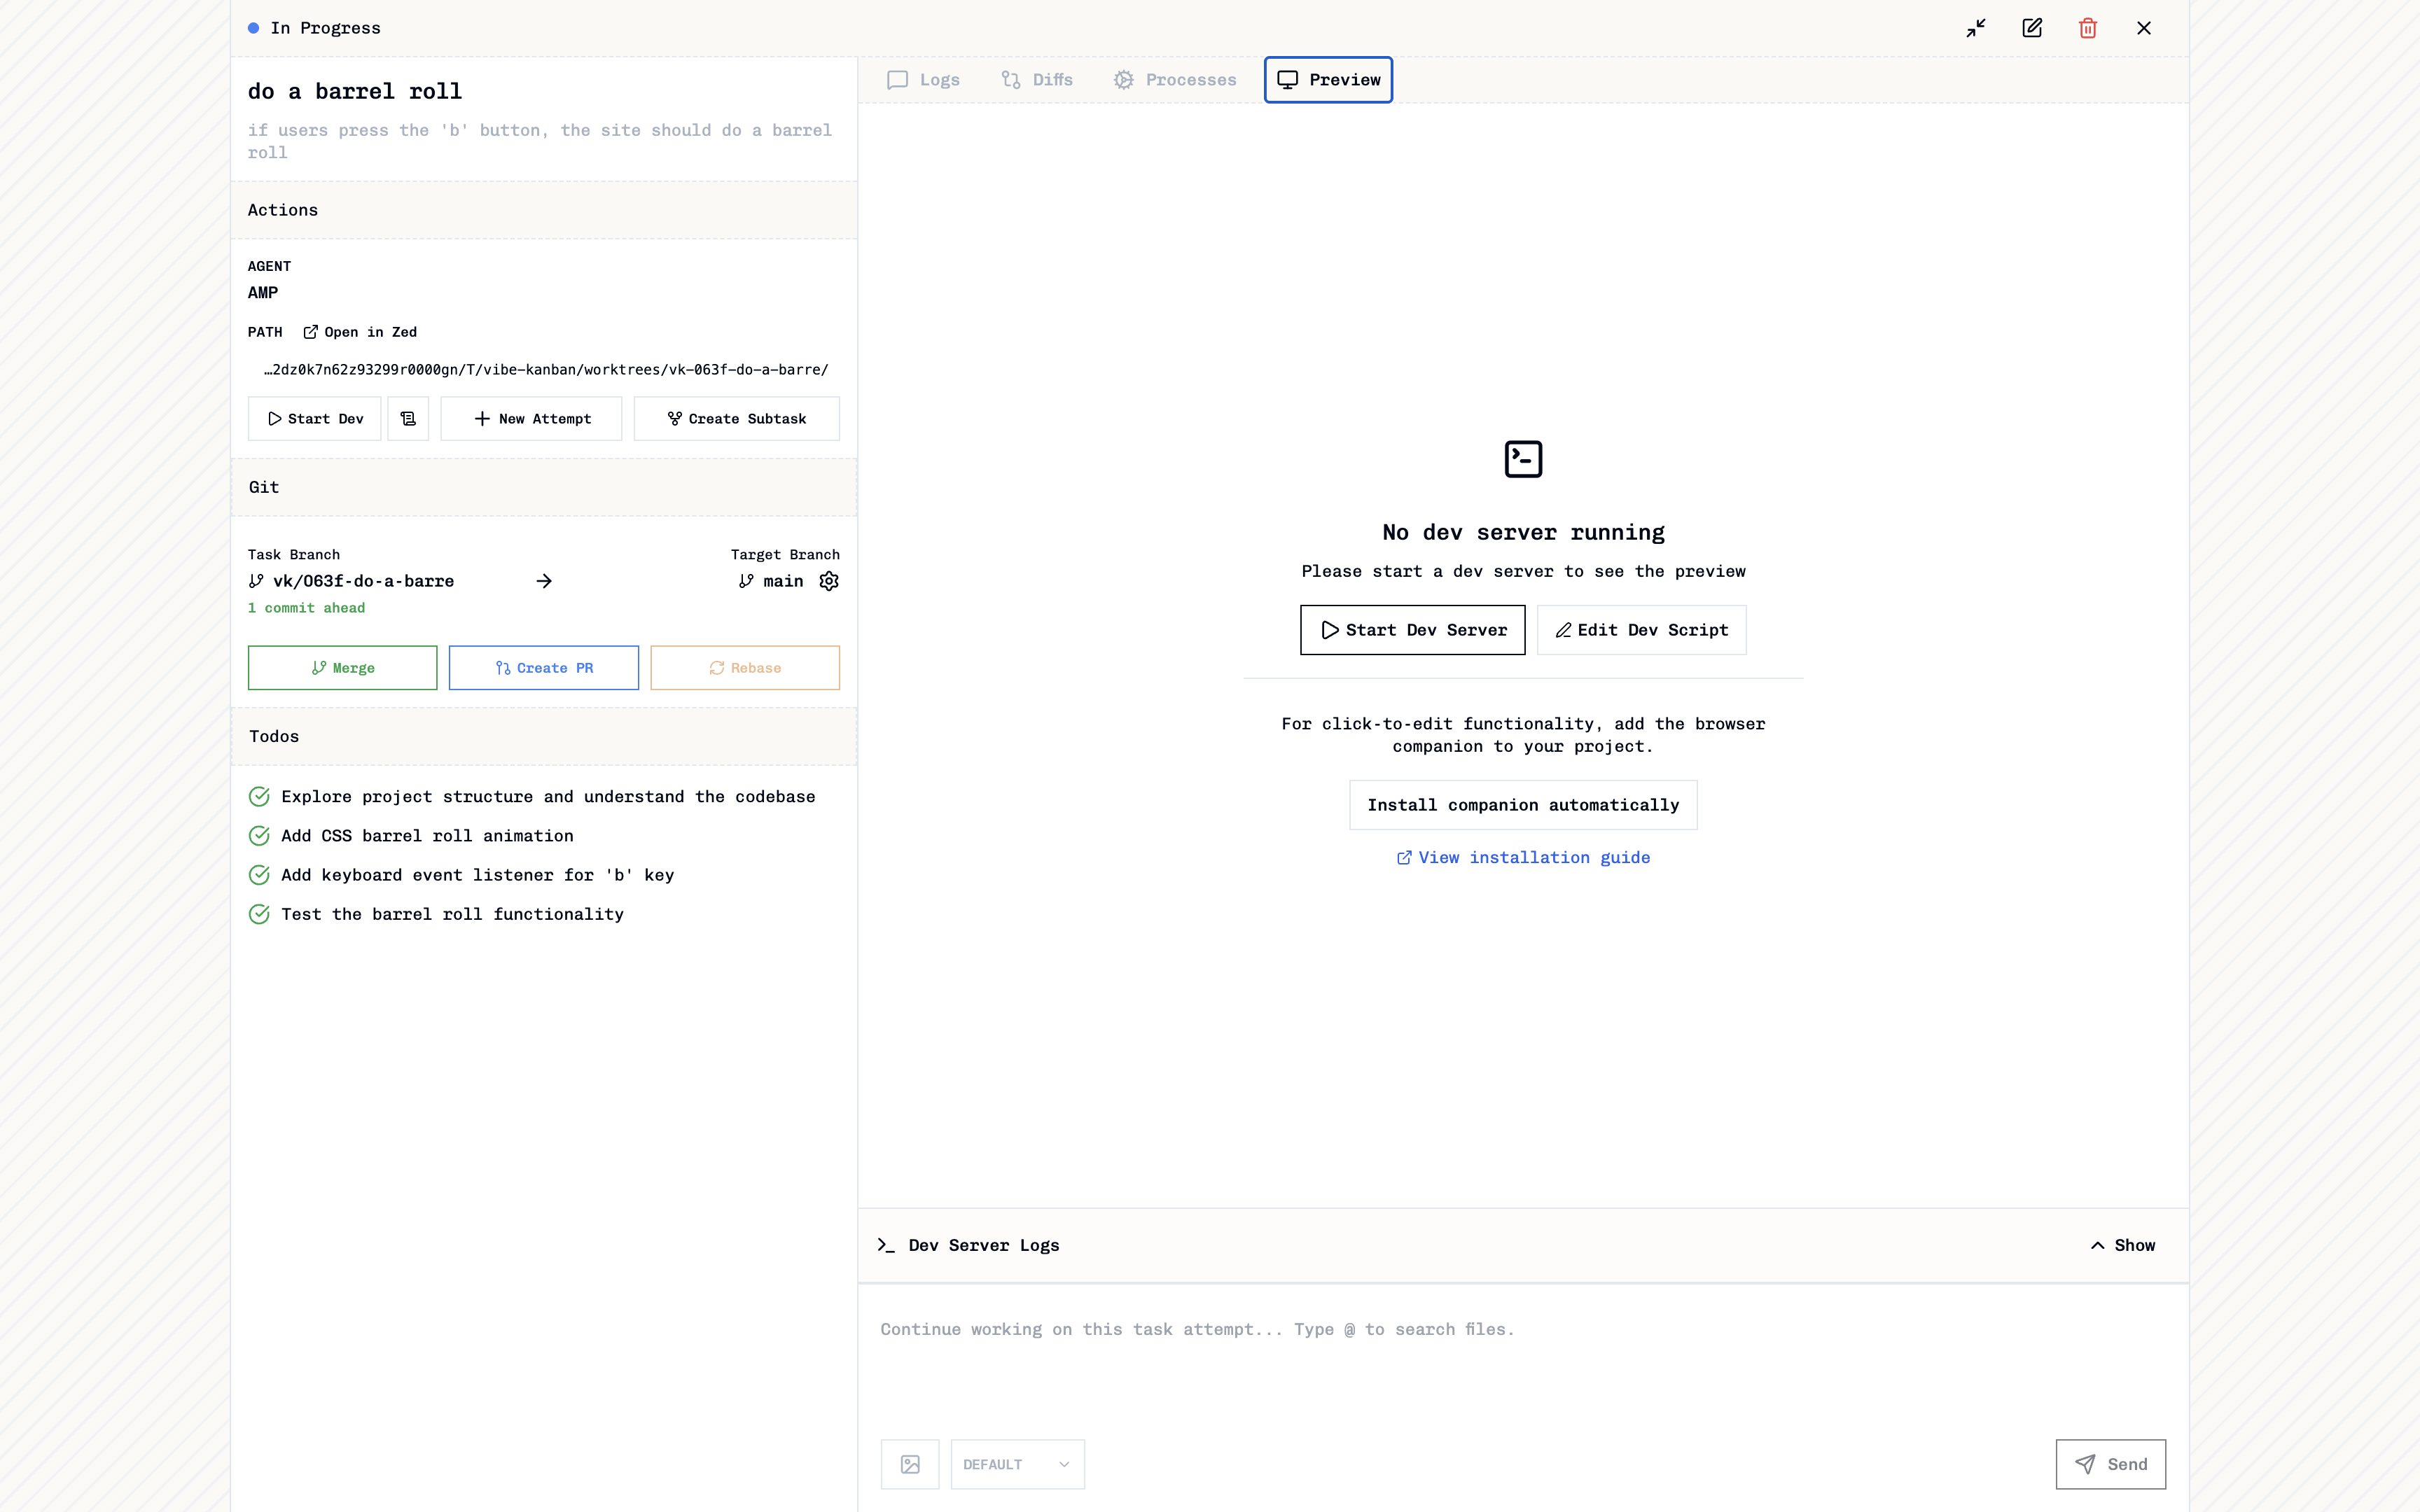 In Progress
do a barrel roll
if users press the 'b' button, the site should do a barrel
roll
Actions
AGENT
AMP
PATH Open in Zed
…2dz0k7n62z93299r0000gn/T/vibe-kanban/worktrees/vk-063f-do-a-barre/
Start Dev New Attempt Create Subtask
Git
Task Branch Target Branch
vk/063f-do-a-barre main
1 commit ahead
Merge Create PR Rebase
Todos
Explore project structure and understand the codebase
Add CSS barrel roll animation
Add keyboard event listener for 'b' key
Test the barrel roll functionality
Logs Diffs Processes Preview
No dev server running
Please start a dev server to see the preview
Start Dev Server Edit Dev Script
For click-to-edit functionality, add the browser
companion to your project.
Install companion automatically
View installation guide
Dev Server Logs Show
Continue working on this task attempt... Type @ to search files.
DEFAULT Send